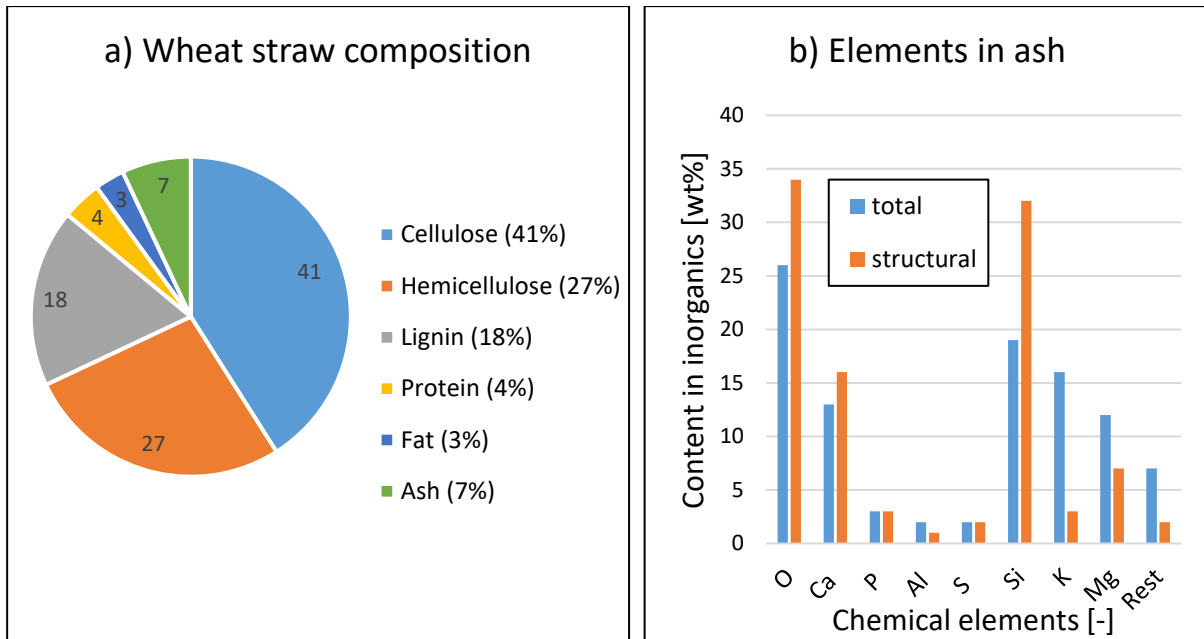 a) Wheat straw composition
41
27
18
4
3
7
Cellulose (41%)
Hemicellulose (27%)
Lignin (18%)
Protein (4%)
Fat (3%)
Ash (7%)
b) Elements in ash
Content in inorganics [wt%]
40
35
30
25
20
15
10
5
0
total
structural
O
Ca
P
Al
S
Si
K
Mg
Rest
Chemical elements [-]